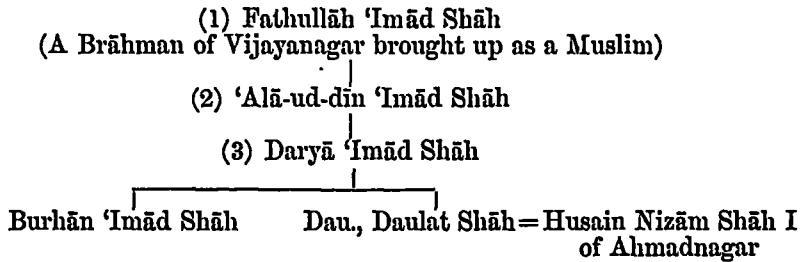 (1) Fathullāh ‘Imād Shāh
(A Brāhman of Vijayanagar brought up as a Muslim)
(2) ‘Alā-ud-dīn ‘Imād Shāh
(3) Daryā ‘Imād Shāh
Burhān ‘Imād Shāh Dau., Daulat Shāh=Husain Nizām Shāh I
of Ahmadnagar